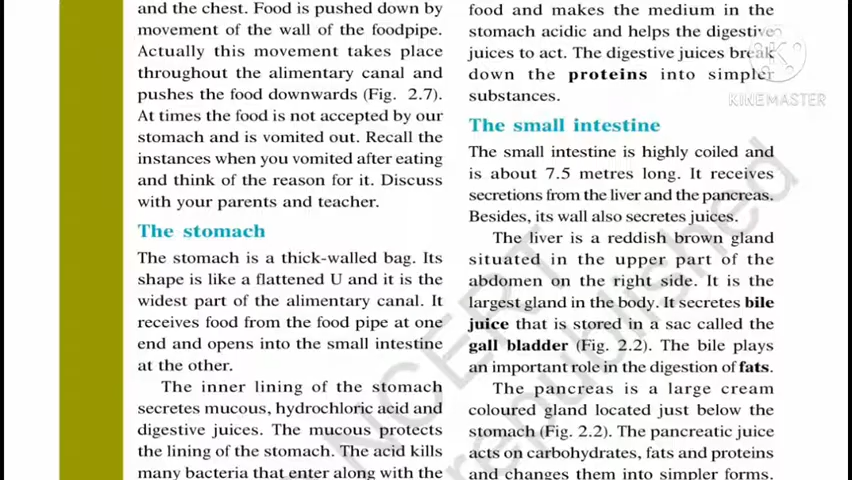 and the chest. Food is pushed down by
movement of the wall of the foodpipe.
Actually this movement takes place
throughout the alimentary canal and
pushes the food downwards (Fig. 2.7).
At times the food is not accepted by our
stomach and is vomited out. Recall the
instances when you vomited after eating
and think of the reason for it. Discuss
with your parents and teacher.
The stomach
The stomach is a thick-walled bag. Its
shape is like a flattened U and it is the
widest part of the alimentary canal. It
receives food from the food pipe at one
end and opens into the small intestine
at the other.
The inner lining of the stomach
secretes mucous, hydrochloric acid and
digestive juices. The mucous protects
the lining of the stomach. The acid kills
many bacteria that enter along with the
food and makes the medium in the
stomach acidic and helps the digestive
juices to act. The digestive juices break
down the proteins into simpler
substances.
The small intestine
The small intestine is highly coiled and
is about 7.5 metres long. It receives
secretions from the liver and the pancreas.
Besides, its wall also secretes juices.
The liver is a reddish brown gland
situated in the upper part of the
abdomen on the right side. It is the
largest gland in the body. It secretes bile
juice that is stored in a sac called the
gall bladder (Fig. 2.2). The bile plays
an important role in the digestion of fats.
The pancreas is a large cream
coloured gland located just below the
stomach (Fig. 2.2). The pancreatic juice
acts on carbohydrates, fats and proteins
and changes them into simpler forms.
KINEMASTER
NCERT
republished